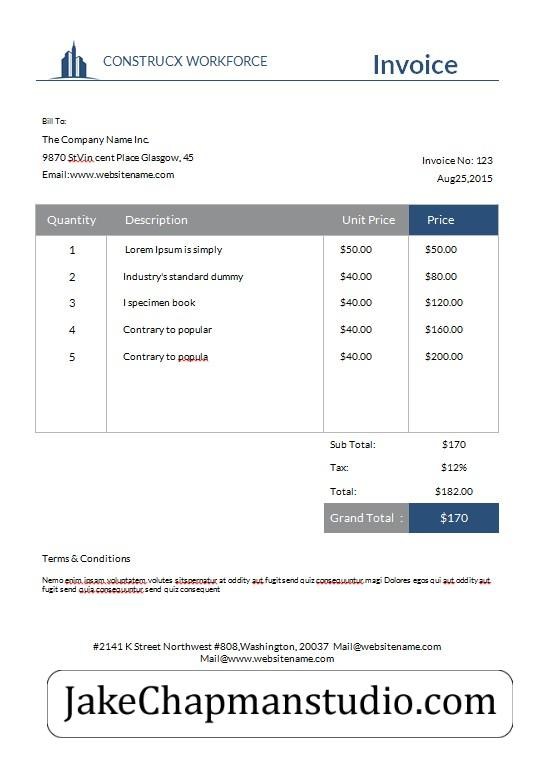 CONSTRUCX WORKFORCE
Invoice
Bill To:
The Company Name Inc.
9870 St.Vin cent Place Glasgow, 45
Email:www.websitename.com
Invoice No: 123
Aug25,2015
Quantity Description Unit Price Price
1 Lorem Ipsum is simply $50.00 $50.00
2 Industry's standard dummy $40.00 $80.00
3 I specimen book $40.00 $120.00
4 Contrary to popular $40.00 $160.00
5 Contrary to popula $40.00 $200.00
Sub Total: $170
Tax: $12%
Total: $182.00
Grand Total : $170
Terms & Conditions
Nemo enim ipsam voluptatem volutes sitspernatur at oddity aut fugit send quiz consequuntur magi Dolores egos qui aut oddity aut
fugit send quia consequuntur send quiz consequent
#2141 K Street Northwest #808,Washington, 20037 Mail@websitename.com
Mail@www.websitename.com
JakeChapmanstudio.com